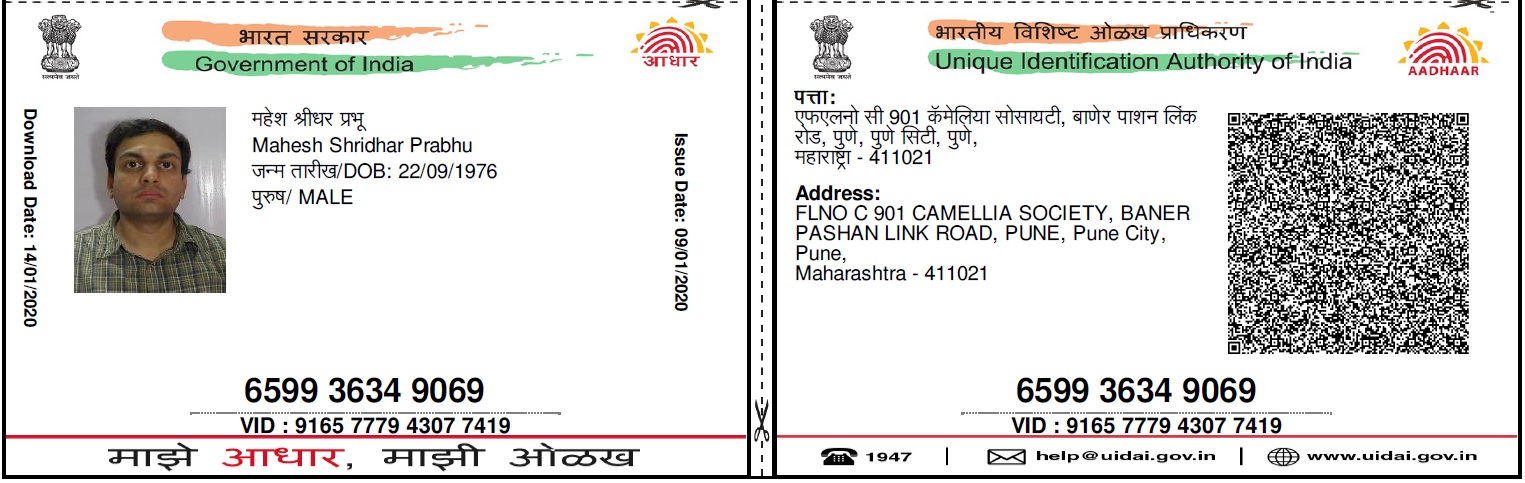 भारत सरकार
Government of India
सत्यमेव जयते
आधार
Download Date: 14/01/2020
महेश श्रीधर प्रभू
Mahesh Shridhar Prabhu
जन्म तारीख/DOB: 22/09/1976
पुरुष/ MALE
Issue Date: 09/01/2020
6599 3634 9069
VID : 9165 7779 4307 7419
माझे आधार, माझी ओळख
भारतीय विशिष्ट ओळख प्राधिकरण
Unique Identification Authority of India
सत्यमेव जयते
AADHAAR
पत्ता:
एफएलनो सी 901 कॅमेलिया सोसायटी, बाणेर पाशन लिंक
रोड, पुणे, पुणे सिटी, पुणे,
महाराष्ट्रा - 411021
Address:
FLNO C 901 CAMELLIA SOCIETY, BANER
PASHAN LINK ROAD, PUNE, Pune City,
Pune,
Maharashtra - 411021
6599 3634 9069
VID : 9165 7779 4307 7419
1947 | help@uidai.gov.in | www.uidai.gov.in